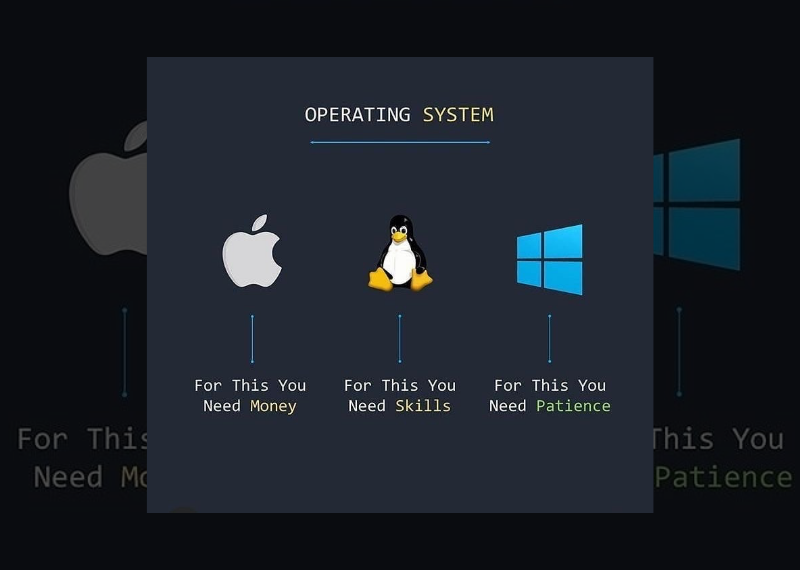 OPERATING SYSTEM
For This You
Need Money
For This You
Need Skills
For This You
Need Patience
For This
Need Mo
This You
Patience